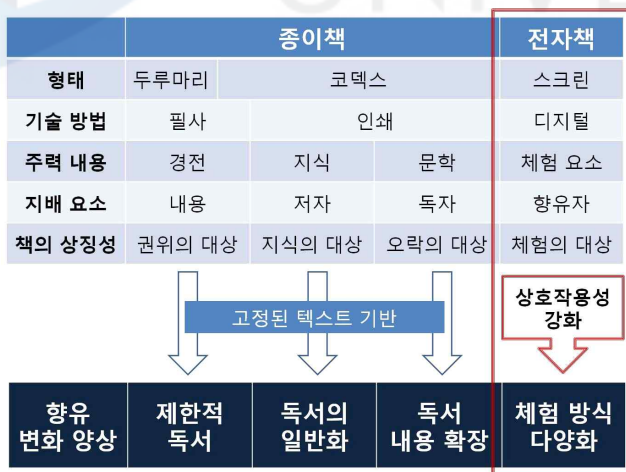 종이책 전자책
형태 두루마리 코덱스 스크린
기술 방법 필사 인쇄 디지털
주력 내용 경전 지식 문학 체험 요소
지배 요소 내용 저자 독자 향유자
책의 상징성 권위의 대상 지식의 대상 오락의 대상 체험의 대상
고정된 텍스트 기반
상호작용성
강화
향유
변화 양상
제한적
독서
독서의
일반화
독서
내용 확장
체험 방식
다양화